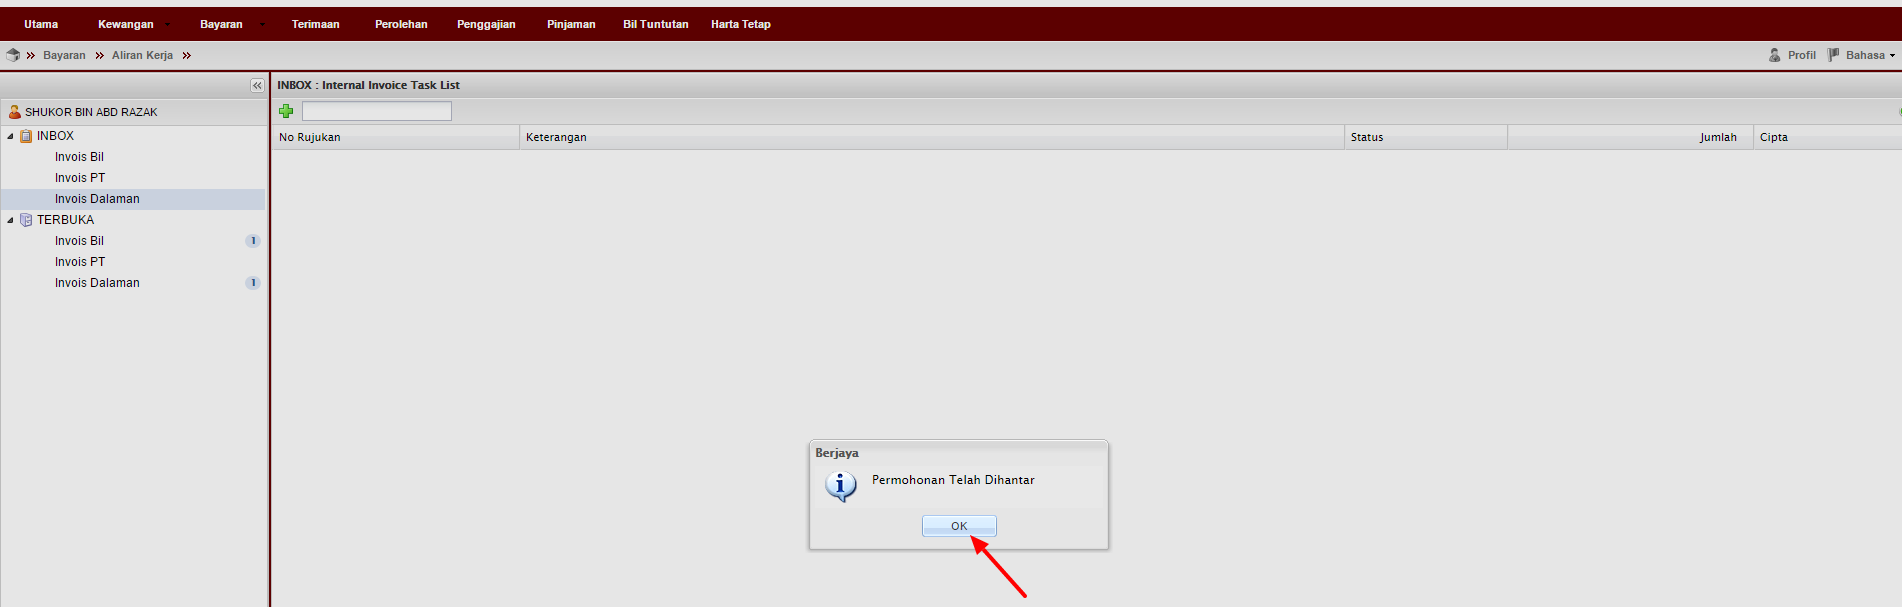 Utama Kewangan Bayaran Terimaan Perolehan Penggajian Pinjaman Bil Tuntutan Harta Tetap
Bayaran Aliran Kerja Profil Bahasa
INBOX : Internal Invoice Task List
SHUKOR BIN ABD RAZAK
INBOX
Invois Bil
Invois PT
Invois Dalaman
TERBUKA
Invois Bil 1
Invois PT
Invois Dalaman 1
No Rujukan Keterangan Status Jumlah Cipta
Berjaya
Permohonan Telah Dihantar
OK